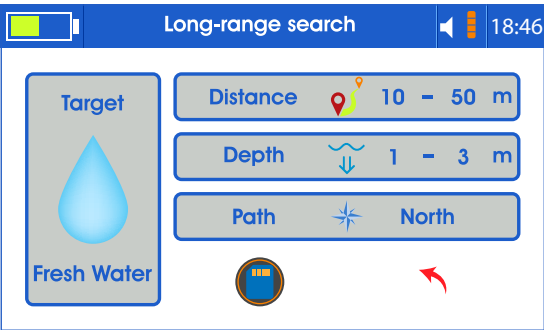 Long-range search
18:46
Target
Fresh Water
Distance 10 - 50 m
Depth 1 - 3 m
Path North